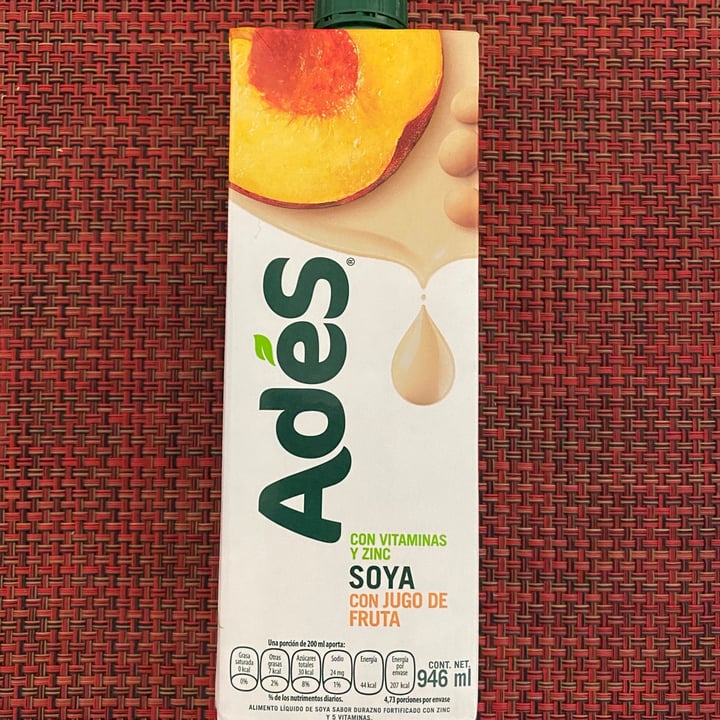 Adés®
CON VITAMINAS
Y ZINC
SOYA
CON JUGO DE
FRUTA
Una porción de 200 ml aporta:
Grasa saturada 0 kcal 0%
Otras grasas 7 kcal 2%
Azúcares totales 30 kcal 8%
Sodio 24 mg 1%
Energía 44 kcal
Energía por envase 207 kcal
CONT. NET.
946 ml
% de los nutrimentos diarios.
4,73 porciones por envase
ALIMENTO LÍQUIDO DE SOYA SABOR DURAZNO FORTIFICADO CON ZINC
Y 5 VITAMINAS.